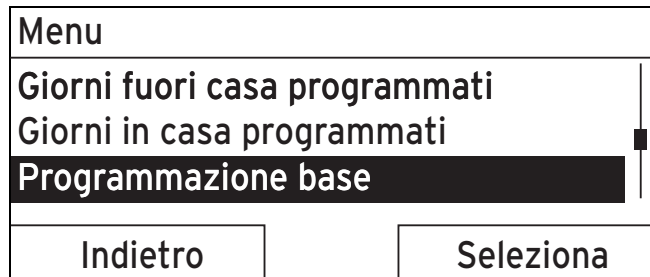 Menu
Giorni fuori casa programmati
Giorni in casa programmati
Programmazione base
Indietro
Seleziona